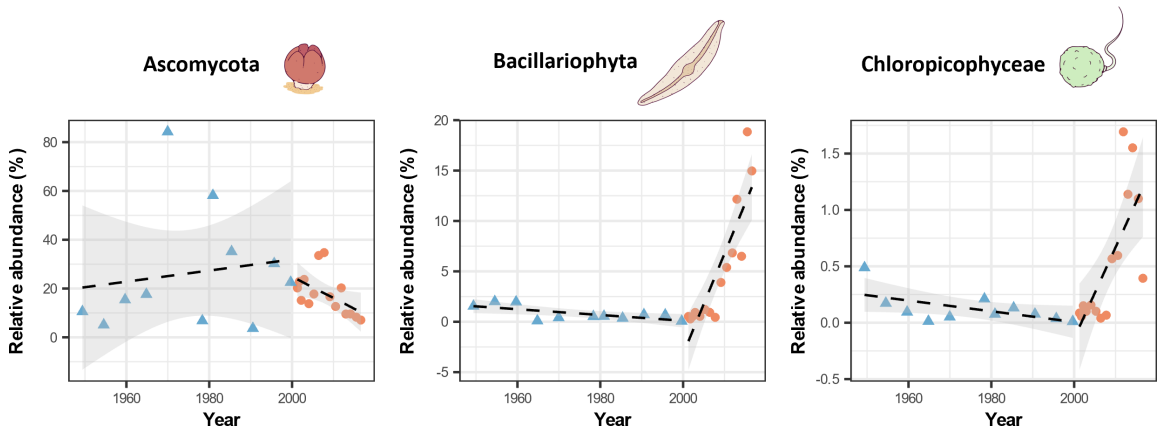 Ascomycota
Bacillariophyta
Chloropicophyceae
Relative abundance (%)
80
60
40
20
0
1960
1980
2000
Year
Relative abundance (%)
20
15
10
5
0
-5
1960
1980
2000
Year
Relative abundance (%)
1.5
1.0
0.5
0.0
-0.5
1960
1980
2000
Year